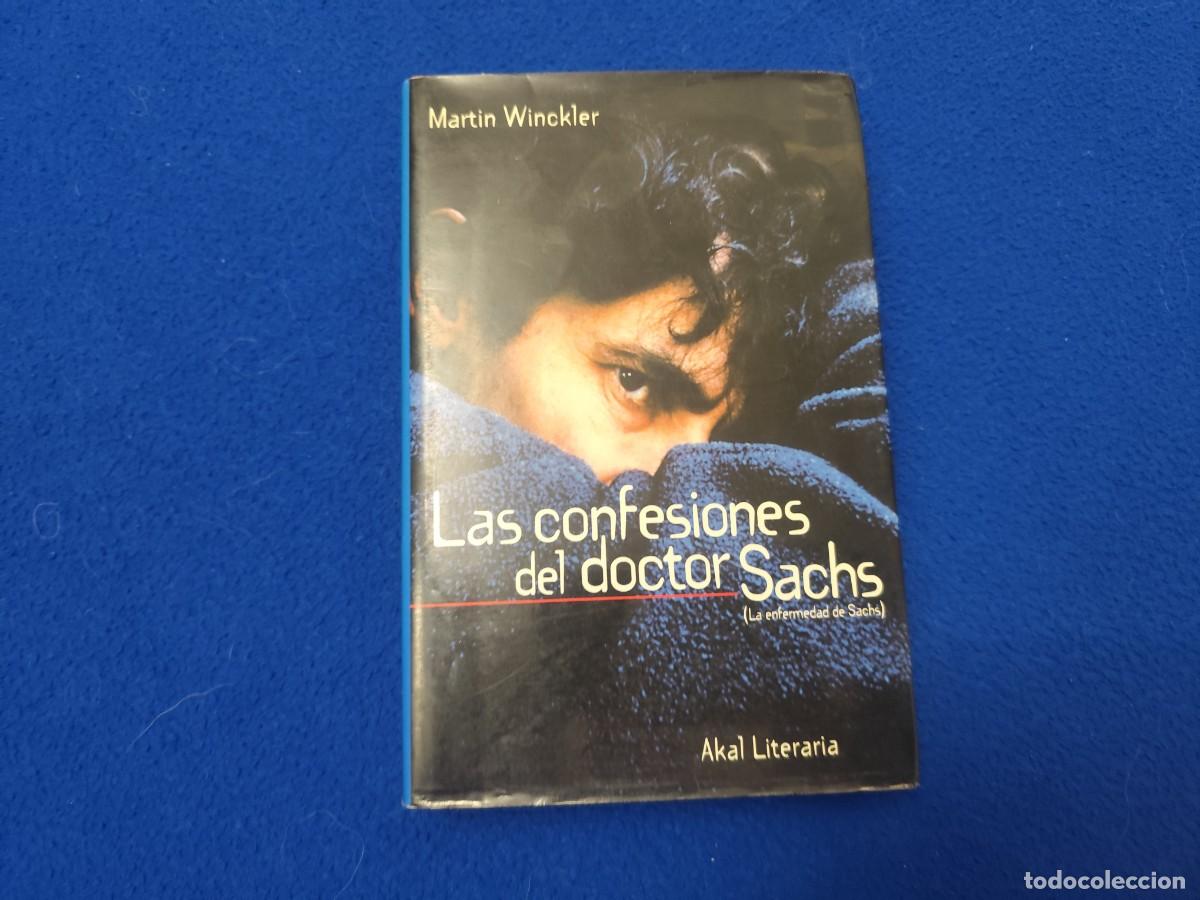 Martin Winckler
Las confesiones
del doctor Sachs
(La enfermedad de Sachs)
Akal Literaria
todocoleccion